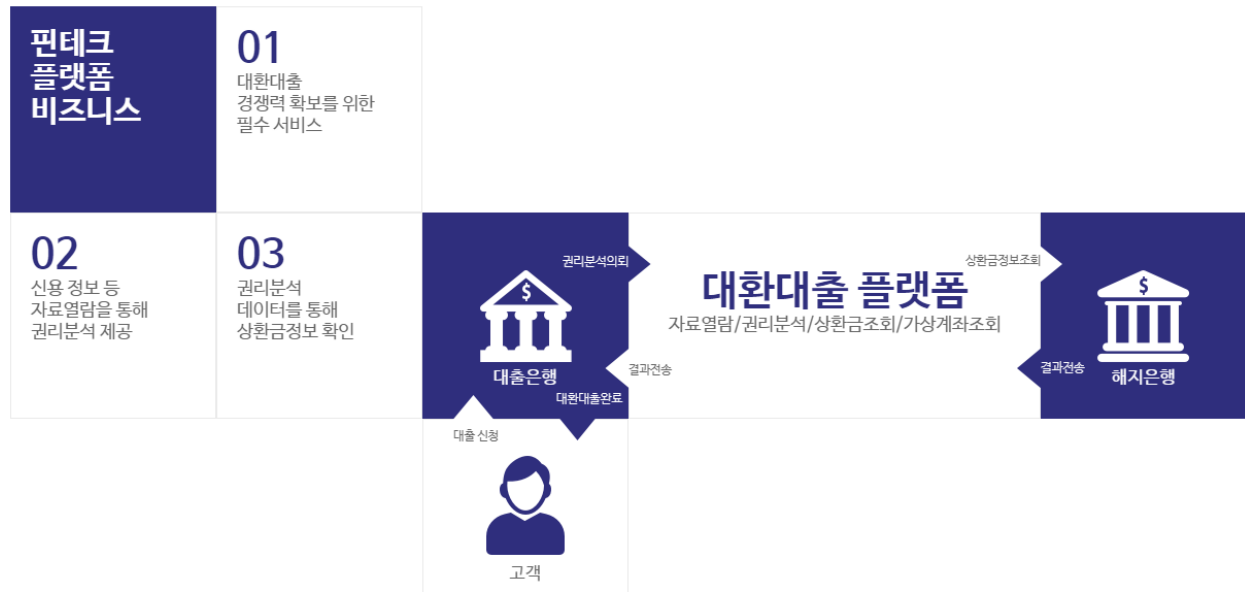 핀테크
플랫폼
비즈니스
01
대환대출
경쟁력 확보를 위한
필수 서비스
02
신용 정보 등
자료열람을 통해
권리분석 제공
03
권리분석
데이터를 통해
상환금정보 확인
권리분석의뢰
$
대출은행
결과전송
대환대출완료
대출 신청
고객
대환대출 플랫폼
자료열람/권리분석/상환금조회/가상계좌조회
상환금정보조회
$
결과전송
해지은행